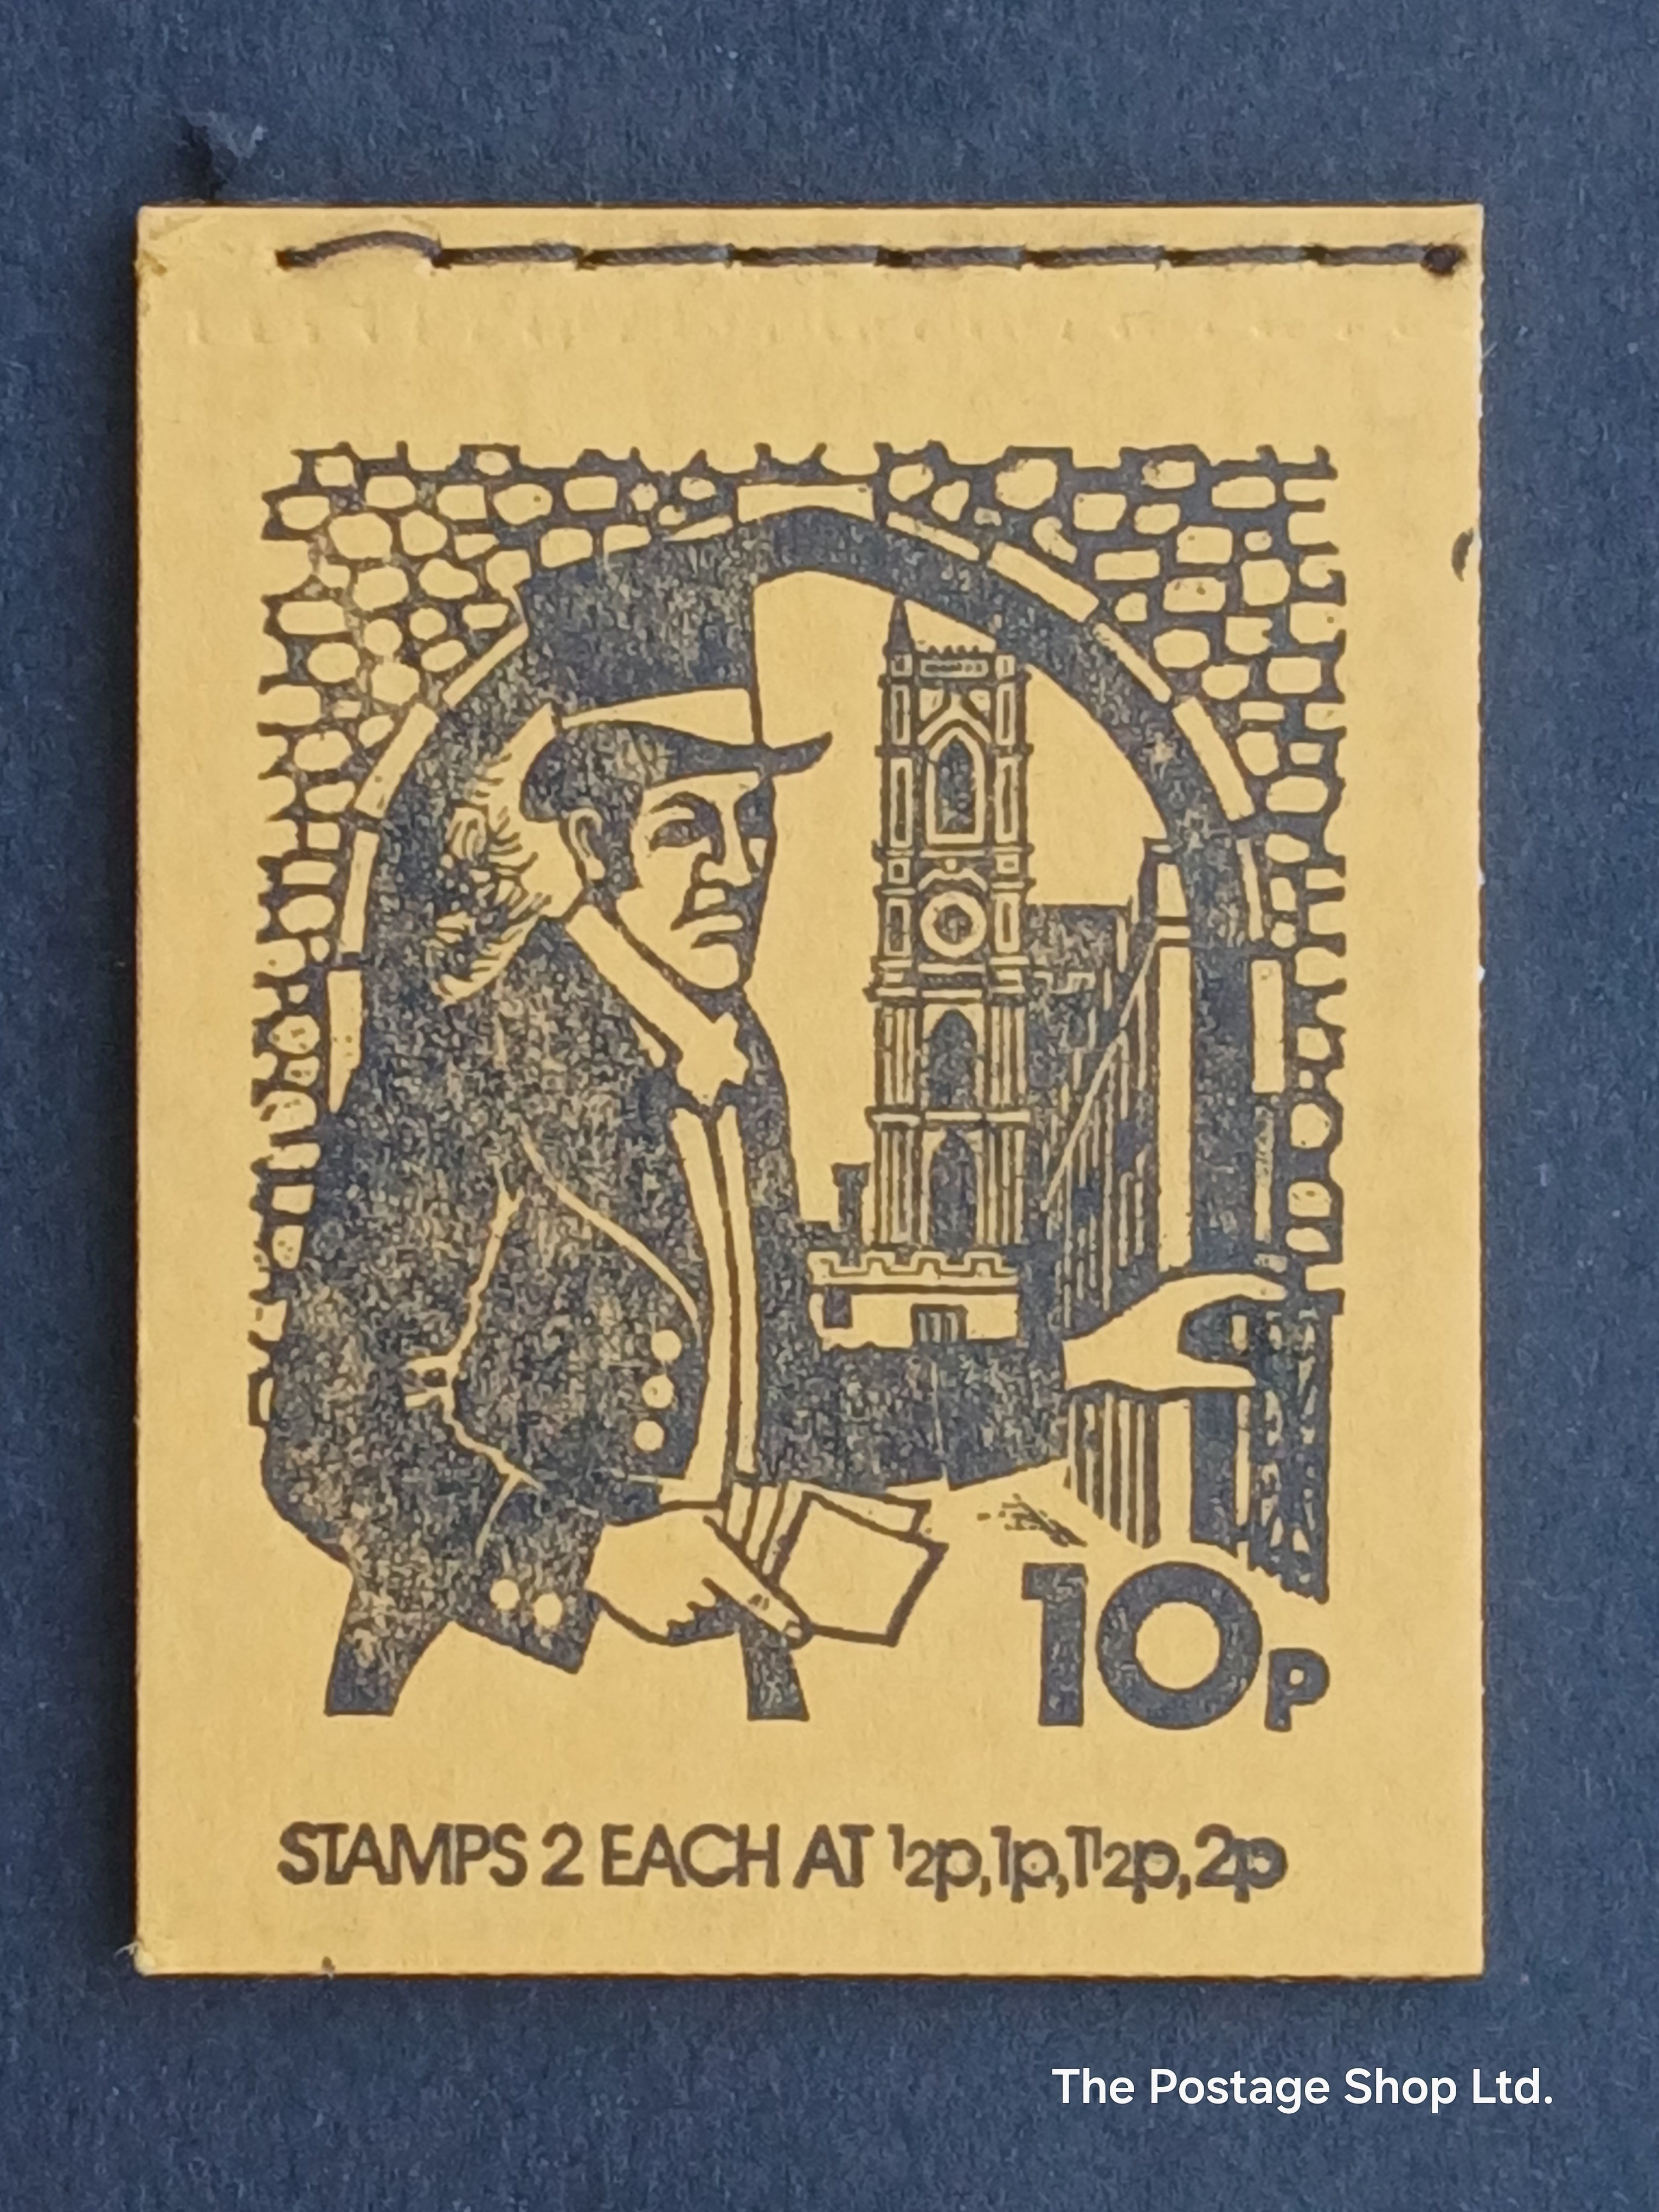 10p
STAMPS 2 EACH AT ½p, 1p, 1½p, 2p
The Postage Shop Ltd.